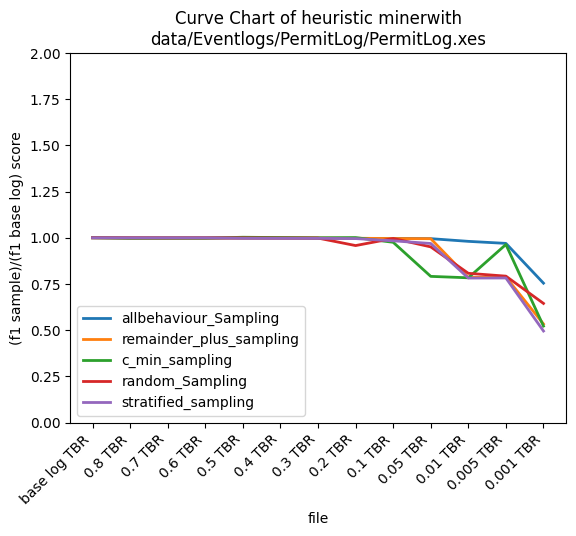 Curve Chart of heuristic minerwith
data/Eventlogs/PermitLog/PermitLog.xes
(f1 sample)/(f1 base log) score
2.00
1.75
1.50
1.25
1.00
0.75
0.50
0.25
0.00
allbehaviour_Sampling
remainder_plus_sampling
c_min_sampling
random_Sampling
stratified_sampling
base log TBR
0.8 TBR
0.7 TBR
0.6 TBR
0.5 TBR
0.4 TBR
0.3 TBR
0.2 TBR
0.1 TBR
0.05 TBR
0.01 TBR
0.005 TBR
0.001 TBR
file